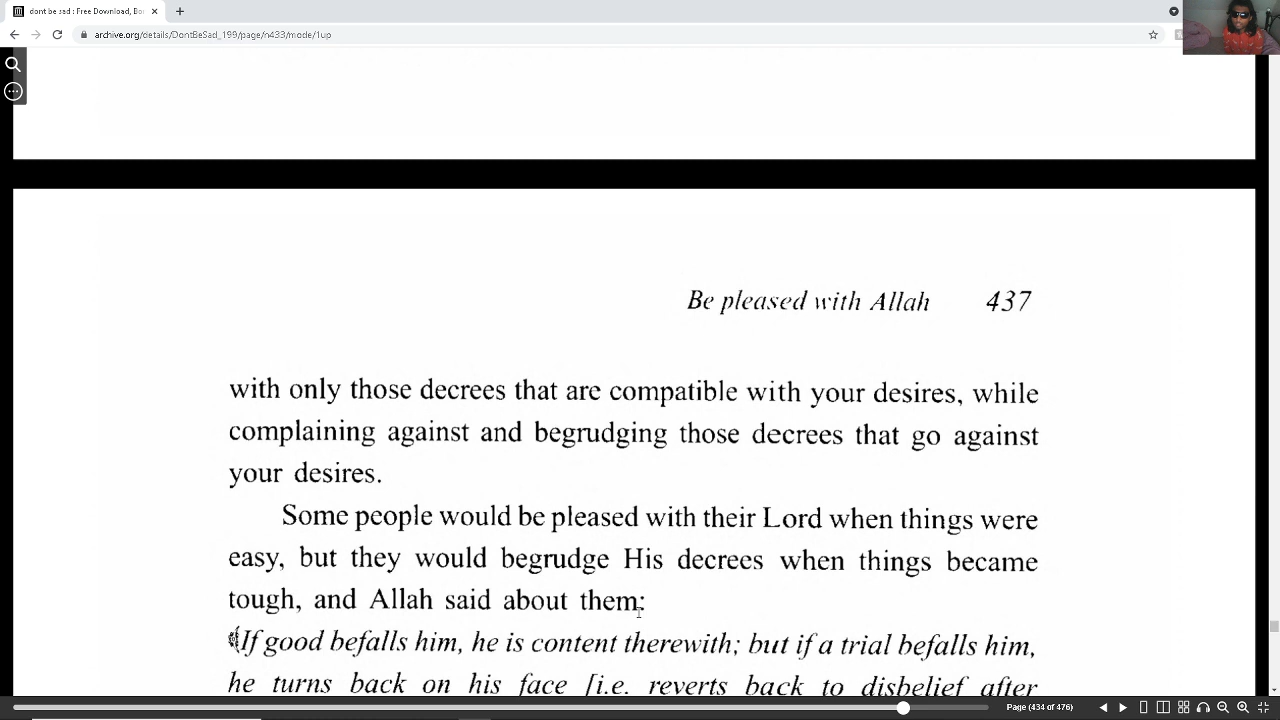 dont be sad : Free Download, Bo
archive.org/details/DontBeSad_199/page/n433/mode/1up
Be pleased with Allah 437
with only those decrees that are compatible with your desires, while
complaining against and begrudging those decrees that go against
your desires.
Some people would be pleased with their Lord when things were
easy, but they would begrudge His decrees when things became
tough, and Allah said about them:
﴾If good befalls him, he is content therewith; but if a trial befalls him,
he turns back on his face [i.e. reverts back to disbelief after
Page (434 of 476)